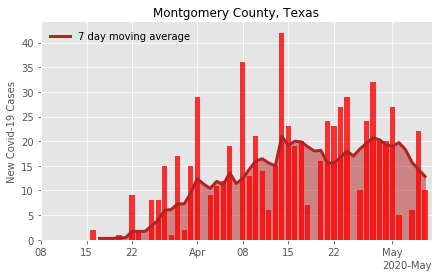 Montgomery County, Texas
7 day moving average
New Covid-19 Cases
40
35
30
25
20
15
10
5
0
08 15 22 Apr 08 15 22 May
2020-May